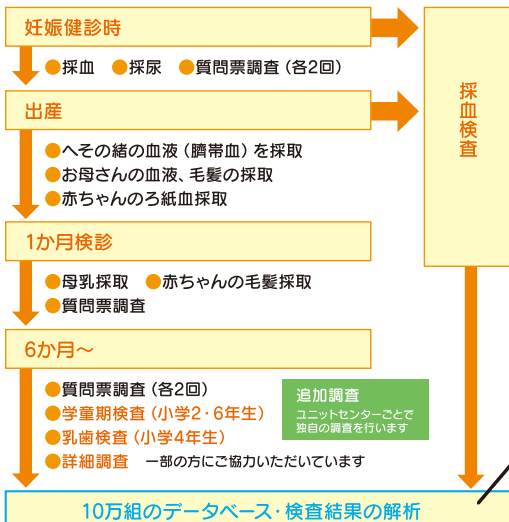 妊娠健診時
●採血 ●採尿 ●質問票調査（各2回）
出産
●へその緒の血液（臍帯血）を採取
●お母さんの血液、毛髪の採取
●赤ちゃんのろ紙血採取
採血検査
1か月検診
●母乳採取 ●赤ちゃんの毛髪採取
●質問票調査
6か月〜
●質問票調査（各2回）
●学童期検査（小学2・6年生）
●乳歯検査（小学4年生）
●詳細調査 一部の方にご協力いただいています
追加調査
ユニットセンターごとで
独自の調査を行います
10万組のデータベース・検査結果の解析